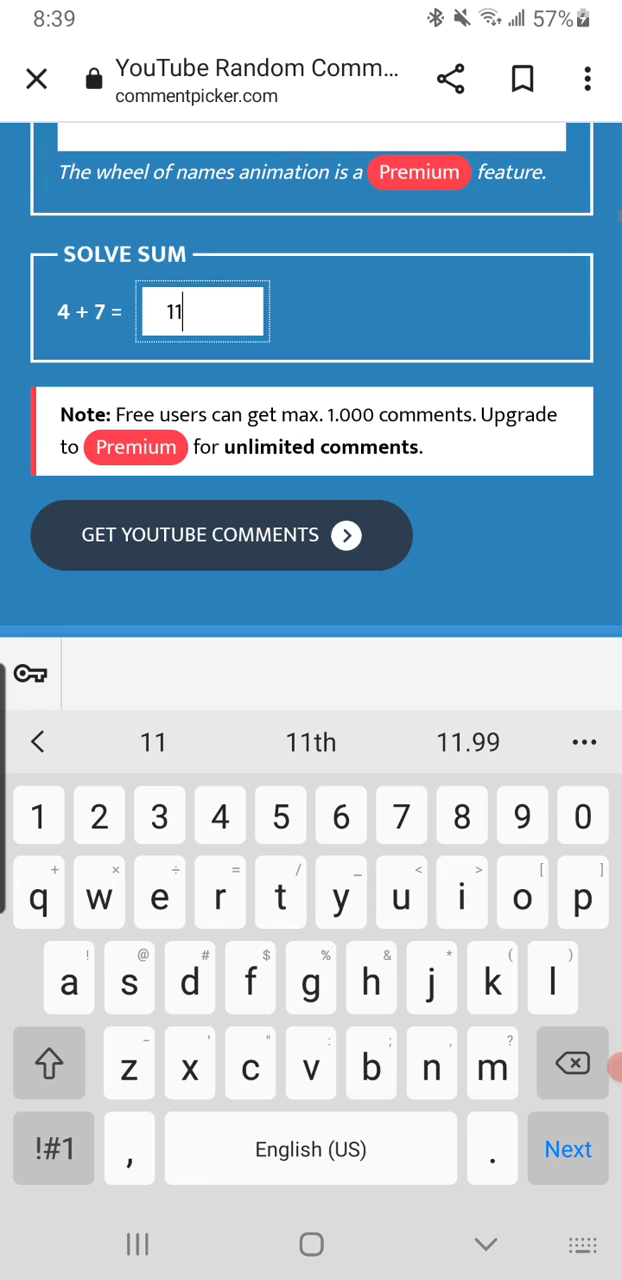 8:39
57%
YouTube Random Comm...
commentpicker.com
The wheel of names animation is a Premium feature.
SOLVE SUM
4 + 7 = 11
Note: Free users can get max. 1.000 comments. Upgrade
to Premium for unlimited comments.
GET YOUTUBE COMMENTS
11 11th 11.99
1 2 3 4 5 6 7 8 9 0
+ × ÷ = / _ < > [ ]
q w e r t y u i o p
! @ # $ % & * ( )
a s d f g h j k l
- ' " : ; , ?
z x c v b n m
!#1 , English (US) . Next